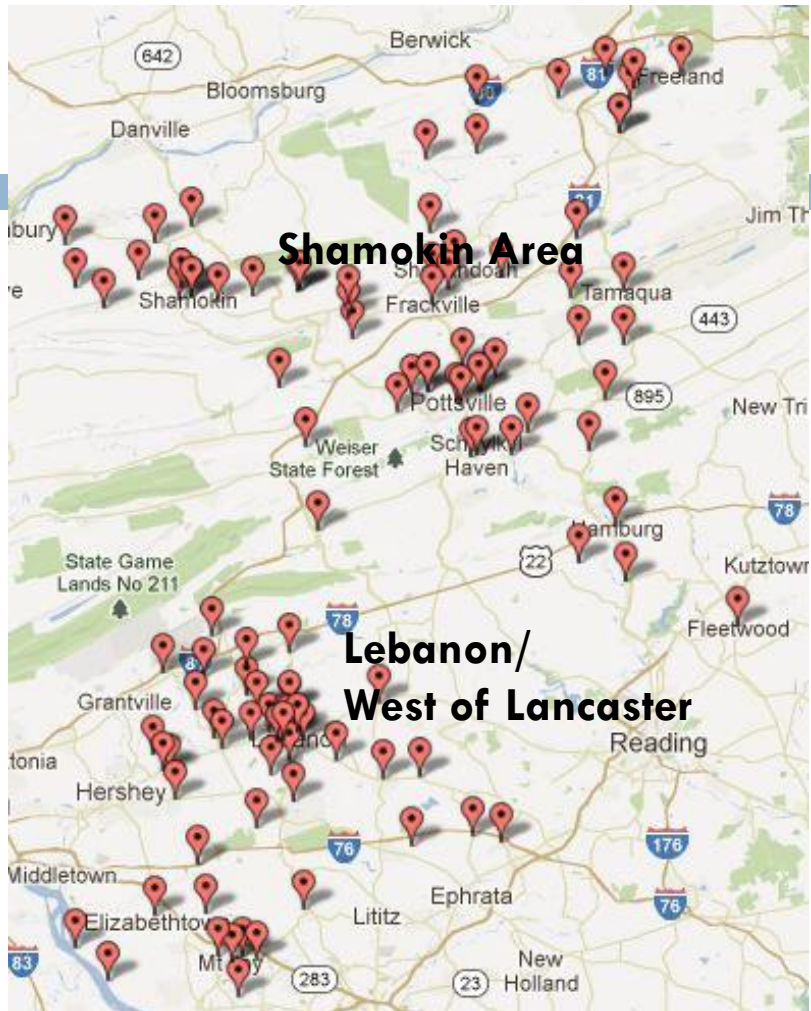 Berwick
642
81
Freeland
Bloomsburg
Danville
Jim Th
bury
Shamokin Area
Shamokin
Frackville
Tamaqua
443
Pottsville
895
New Tri
Weiser
State Forest
Haven
78
Hamburg
22
State Game
Lands No 211
Kutztown
78
Fleetwood
Lebanon/
West of Lancaster
Grantville
Reading
tonia
Hershey
76
176
Middletown
Ephrata
76
Lititz
83
283
23
New
Holland